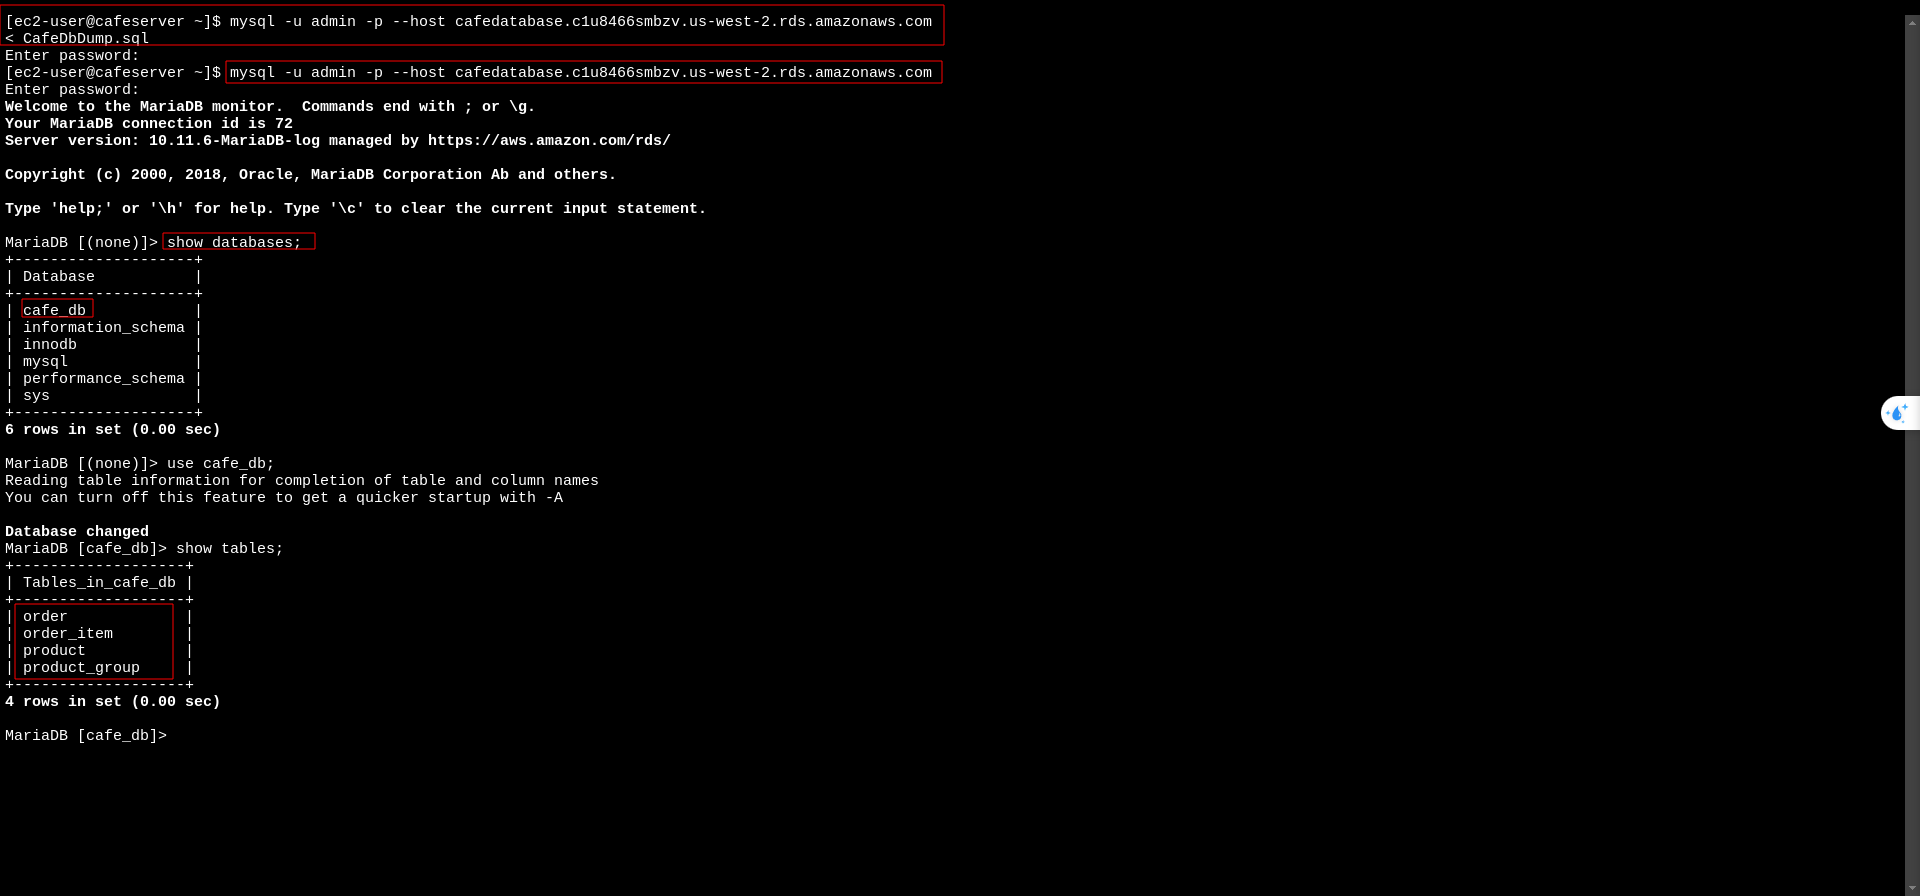 [ec2-user@cafeserver ~]$ mysql -u admin -p --host cafedatabase.c1u8466smbzv.us-west-2.rds.amazonaws.com
< CafeDbDump.sql
Enter password:
[ec2-user@cafeserver ~]$ mysql -u admin -p --host cafedatabase.c1u8466smbzv.us-west-2.rds.amazonaws.com
Enter password:
Welcome to the MariaDB monitor.  Commands end with ; or \g.
Your MariaDB connection id is 72
Server version: 10.11.6-MariaDB-log managed by https://aws.amazon.com/rds/

Copyright (c) 2000, 2018, Oracle, MariaDB Corporation Ab and others.

Type 'help;' or '\h' for help. Type '\c' to clear the current input statement.

MariaDB [(none)]> show databases;
+--------------------+
| Database           |
+--------------------+
| cafe_db            |
| information_schema |
| innodb             |
| mysql              |
| performance_schema |
| sys                |
+--------------------+
6 rows in set (0.00 sec)

MariaDB [(none)]> use cafe_db;
Reading table information for completion of table and column names
You can turn off this feature to get a quicker startup with -A

Database changed
MariaDB [cafe_db]> show tables;
+-------------------+
| Tables_in_cafe_db |
+-------------------+
| order             |
| order_item        |
| product           |
| product_group     |
+-------------------+
4 rows in set (0.00 sec)

MariaDB [cafe_db]>